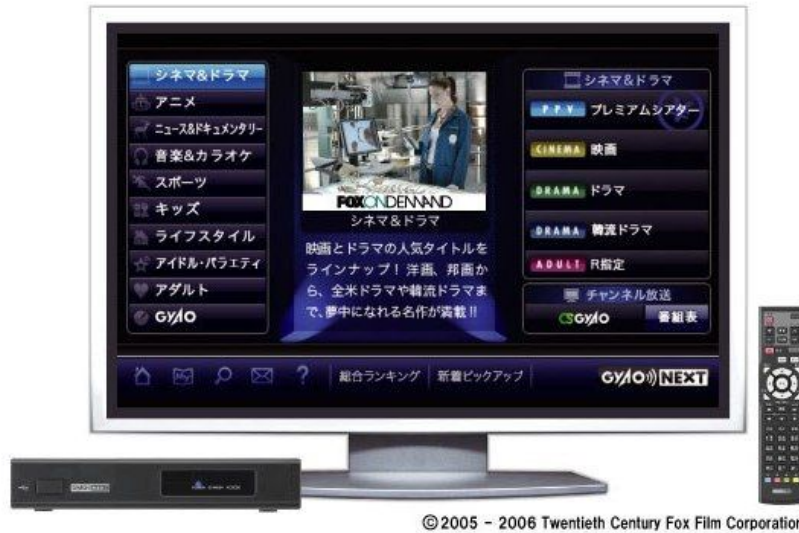 シネマ&ドラマ
アニメ
ニュース&ドキュメンタリー
音楽&カラオケ
スポーツ
キッズ
ライフスタイル
アイドル・バラエティ
アダルト
GYAO
FOXONDEMAND
シネマ&ドラマ
映画とドラマの人気タイトルを
ラインナップ！洋画、邦画か
ら、全米ドラマや韓流ドラマま
で、夢中になれる名作が満載!!
シネマ&ドラマ
PPV プレミアムシアター
CINEMA 映画
DRAMA ドラマ
DRAMA 韓流ドラマ
ADULT R指定
チャンネル放送
CSGYAO 番組表
My ? 総合ランキング 新着ピックアップ GYAO NEXT
©2005 - 2006 Twentieth Century Fox Film Corporation